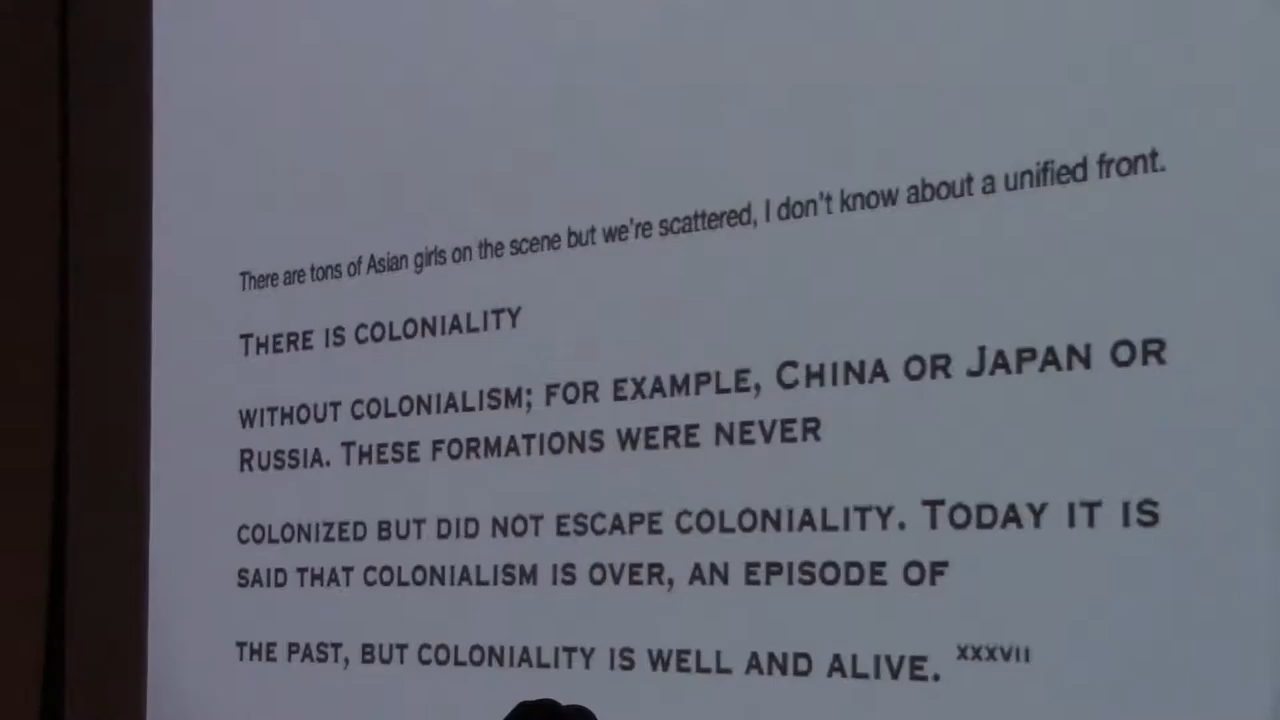 There are tons of Asian girls on the scene but we're scattered, I don't know about a unified front.
THERE IS COLONIALITY
WITHOUT COLONIALISM; FOR EXAMPLE, CHINA OR JAPAN OR
RUSSIA. THESE FORMATIONS WERE NEVER
COLONIZED BUT DID NOT ESCAPE COLONIALITY. TODAY IT IS
SAID THAT COLONIALISM IS OVER, AN EPISODE OF
THE PAST, BUT COLONIALITY IS WELL AND ALIVE. XXXVII